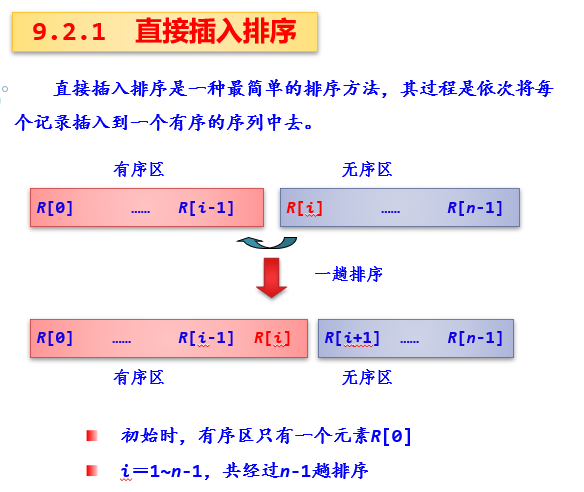 9.2.1 直接插入排序
直接插入排序是一种最简单的排序方法，其过程是依次将每
个记录插入到一个有序的序列中去。
有序区 无序区
R[0] …… R[i-1] R[i] …… R[n-1]
一趟排序
R[0] …… R[i-1] R[i] R[i+1] …… R[n-1]
有序区 无序区
初始时，有序区只有一个元素R[0]
i＝1~n-1，共经过n-1趟排序